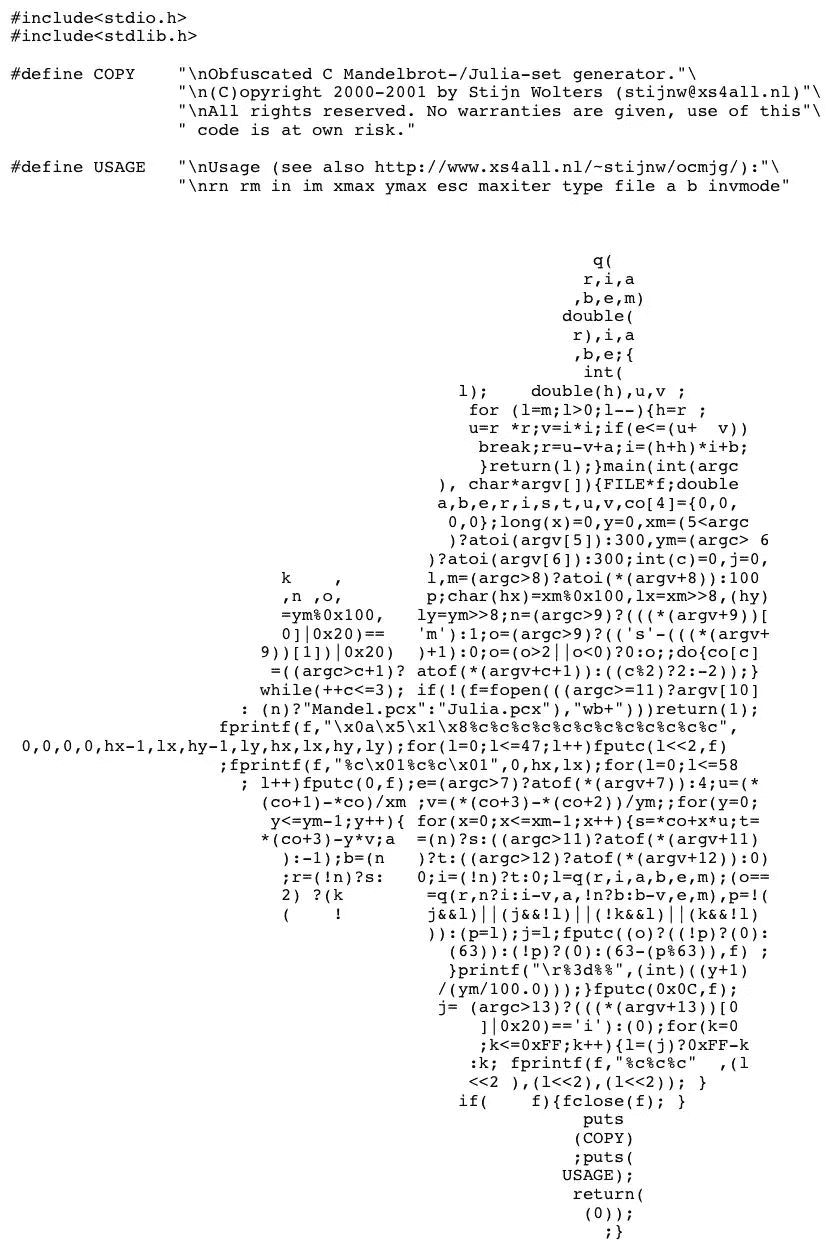 #include<stdio.h>
#include<stdlib.h>
#define COPY    "\nObfuscated C Mandelbrot-/Julia-set generator."\
"\n(C)opyright 2000-2001 by Stijn Wolters (stijnw@xs4all.nl)"\
"\nAll rights reserved. No warranties are given, use of this"\
" code is at own risk."
#define USAGE   "\nUsage (see also http://www.xs4all.nl/~stijnw/ocmjg/):"\
"\nrn rm in im xmax ymax esc maxiter type file a b invmode"
q(
r,i,a
,b,e,m)
double(
r),i,a
,b,e;{
int(
l);    double(h),u,v ;
for (l=m;l>0;l--){h=r ;
u=r *r;v=i*i;if(e<=(u+  v))
break;r=u-v+a;i=(h+h)*i+b;
}return(l);}main(int(argc
), char*argv[]){FILE*f;double
a,b,e,r,i,s,t,u,v,co[4]={0,0,
0,0};long(x)=0,y=0,xm=(5<argc
)?atoi(argv[5]):300,ym=(argc> 6
)?atoi(argv[6]):300;int(c)=0,j=0,
k    ,        l,m=(argc>8)?atoi(*(argv+8)):100
,n ,o,       p;char(hx)=xm%0x100,lx=xm>>8,(hy)
=ym%0x100,   ly=ym>>8;n=(argc>9)?(((*(argv+9))[
0]|0x20)==   'm'):1;o=(argc>9)?(('s'-(((*(argv+
9))[1])|0x20)  )+1):0;o=(o>2||o<0)?0:o;;do{co[c]
=((argc>c+1)? atof(*(argv+c+1)):((c%2)?2:-2));}
while(++c<=3); if(!(f=fopen(((argc>=11)?argv[10]
: (n)?"Mandel.pcx":"Julia.pcx"),"wb+")))return(1);
fprintf(f,"\x0a\x5\x1\x8%c%c%c%c%c%c%c%c%c%c%c%c",
0,0,0,0,hx-1,lx,hy-1,ly,hx,lx,hy,ly);for(l=0;l<=47;l++)fputc(l<<2,f)
;fprintf(f,"%c\x01%c%c\x01",0,hx,lx);for(l=0;l<=58
; l++)fputc(0,f);e=(argc>7)?atof(*(argv+7)):4;u=(*
(co+1)-*co)/xm ;v=(*(co+3)-*(co+2))/ym;;for(y=0;
y<=ym-1;y++){ for(x=0;x<=xm-1;x++){s=*co+x*u;t=
*(co+3)-y*v;a  =(n)?s:((argc>11)?atof(*(argv+11)
):-1);b=(n   )?t:((argc>12)?atof(*(argv+12)):0)
;r=(!n)?s:   0;i=(!n)?t:0;l=q(r,i,a,b,e,m);(o==
2) ?(k        =q(r,n?i:i-v,a,!n?b:b-v,e,m),p=!(
(    !       j&&l)||(j&&!l)||(!k&&l)||(k&&!l)
)):(p=l);j=l;fputc((o)?((!p)?(0):
(63)):(!p)?(0):(63-(p%63)),f) ;
}printf("\r%3d%%",(int)((y+1)
/(ym/100.0)));}fputc(0x0C,f);
j= (argc>13)?(((*(argv+13))[0
]|0x20)=='i'):(0);for(k=0
;k<=0xFF;k++){l=(j)?0xFF-k
:k; fprintf(f,"%c%c%c"  ,(l
<<2 ),(l<<2),(l<<2)); }
if(    f){fclose(f); }
puts
(COPY)
;puts(
USAGE);
return(
(0));
;}